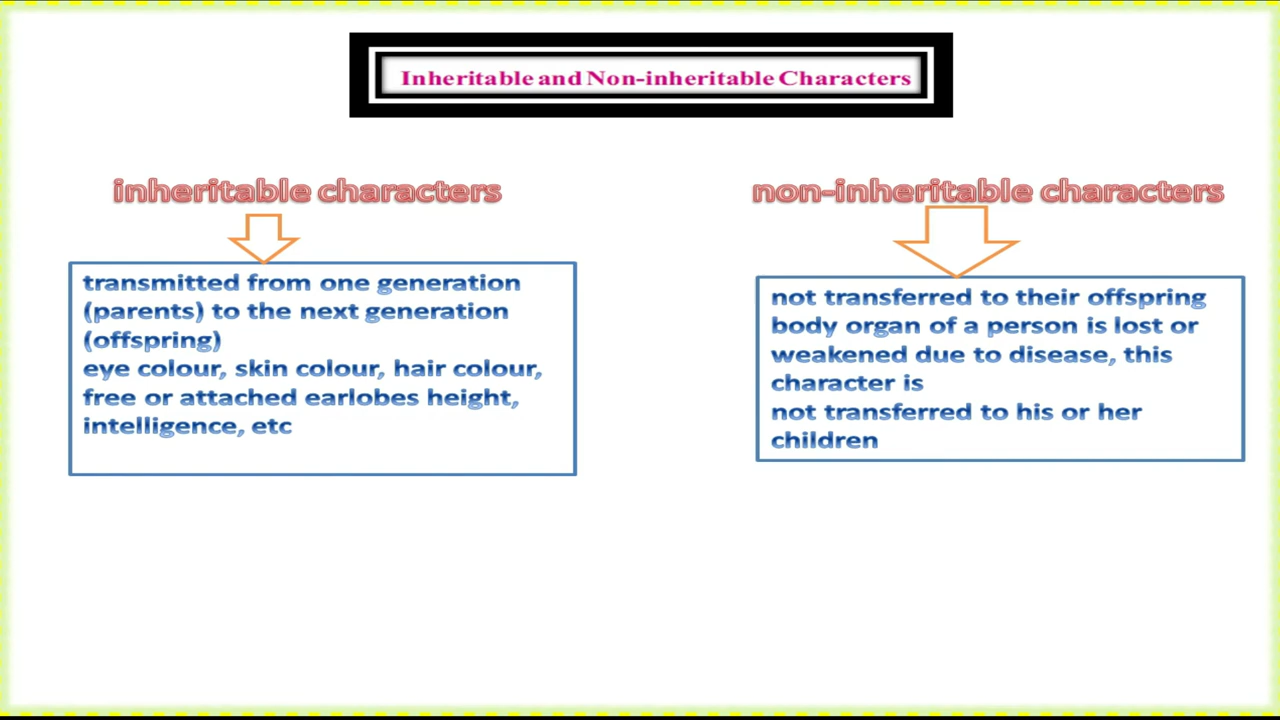 Inheritable and Non-inheritable Characters
inheritable characters
transmitted from one generation
(parents) to the next generation
(offspring)
eye colour, skin colour, hair colour,
free or attached earlobes height,
intelligence, etc
non-inheritable characters
not transferred to their offspring
body organ of a person is lost or
weakened due to disease, this
character is
not transferred to his or her
children